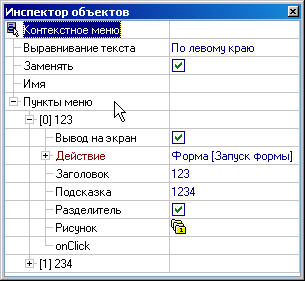 Инспектор объектов
Контекстное меню
Выравнивание текста По левому краю
Заменять
Имя
Пункты меню
[0] 123
Вывод на экран
Действие Форма [Запуск формы]
Заголовок 123
Подсказка 1234
Разделитель
Рисунок
onClick
[1] 234